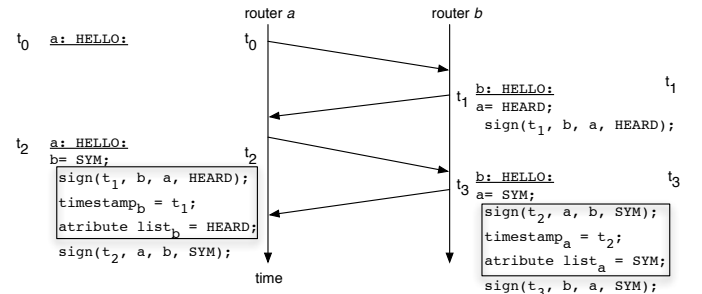 router a
router b
t0
a: HELLO:
t0
b: HELLO:
t1
t1
a= HEARD;
sign(t1, b, a, HEARD);
t2
a: HELLO:
b= SYM;
t2
sign(t1, b, a, HEARD);
timestampb = t1;
atribute listb = HEARD;
sign(t2, a, b, SYM);
time
b: HELLO:
t3
t3
a= SYM;
sign(t2, a, b, SYM);
timestampa = t2;
atribute lista = SYM;
sign(t3, b, a, SYM);